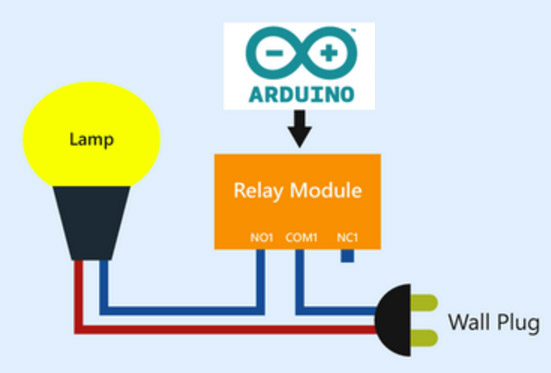 ARDUINO
Lamp
Relay Module
NO1 COM1 NC1
Wall Plug